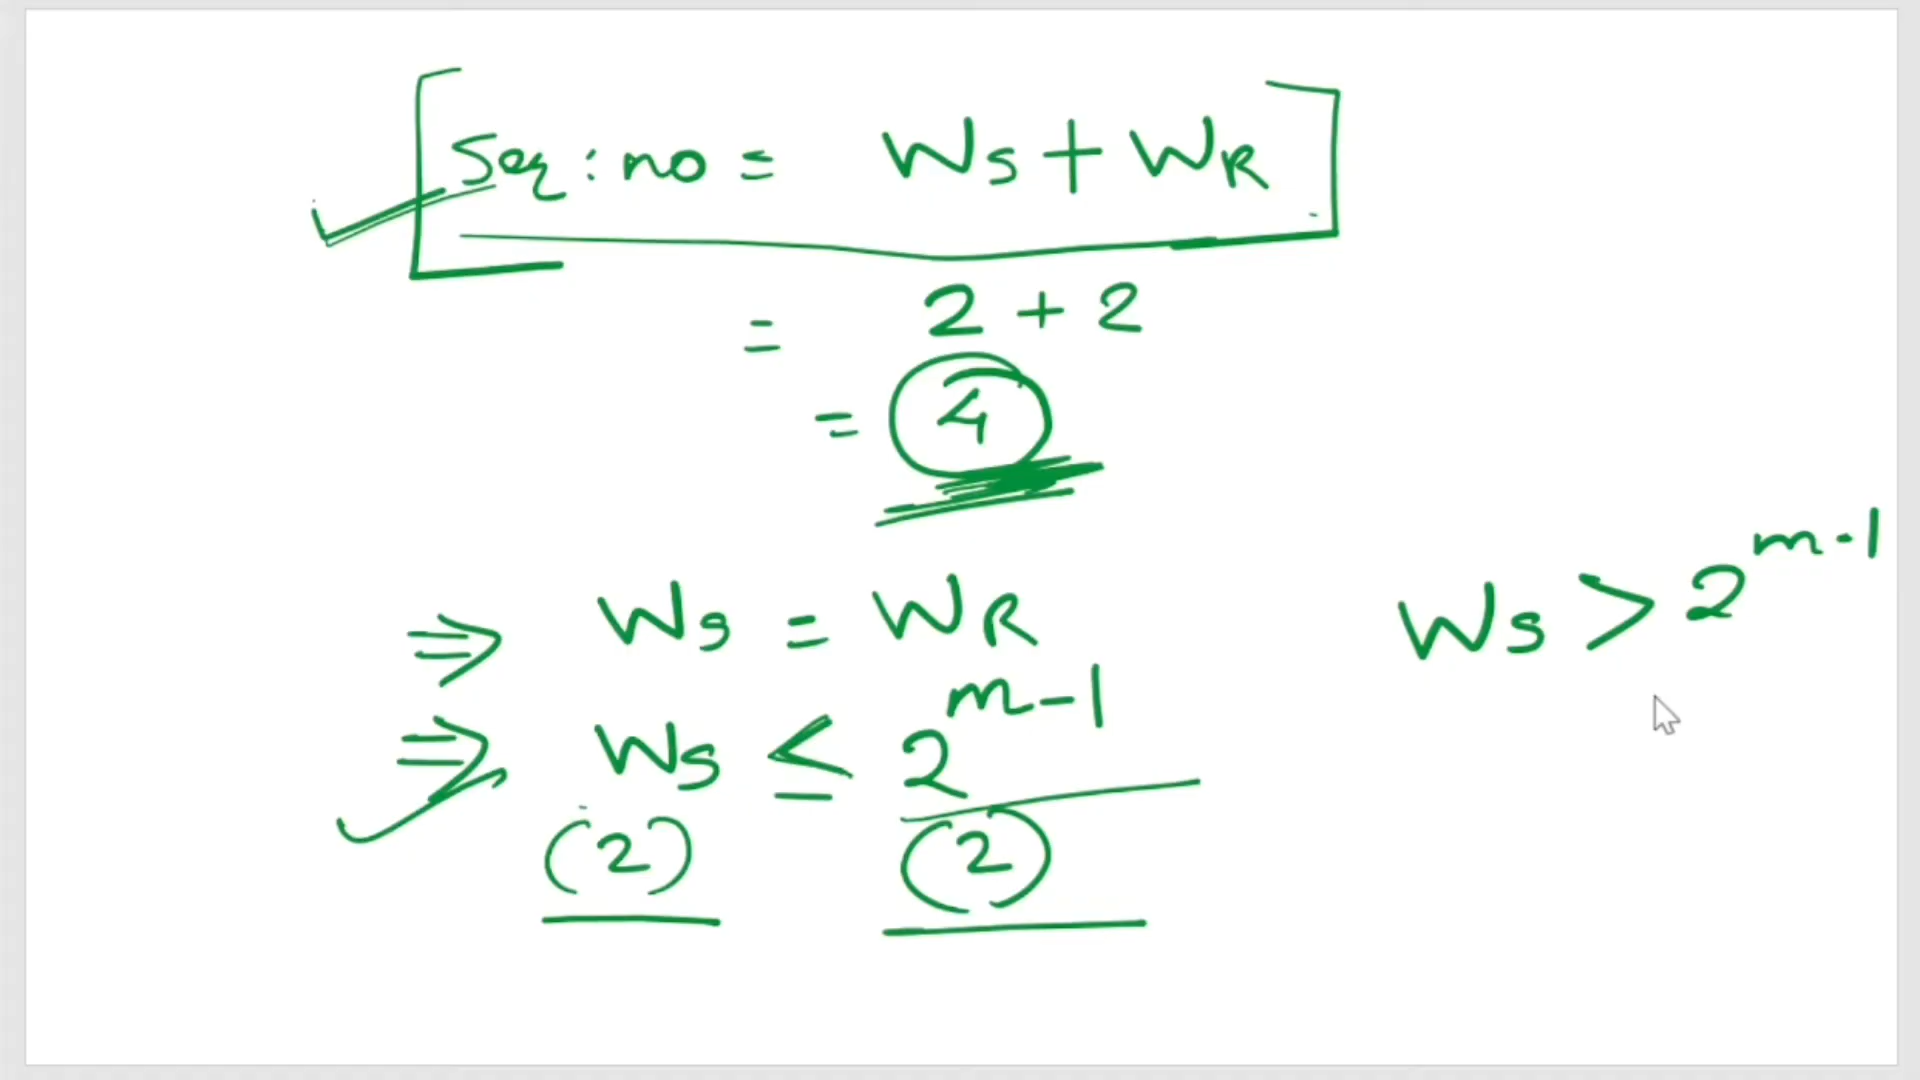 Seq: no = Ws + WR
= 2 + 2
= 4
⇒ Ws = WR
Ws > 2^m-1
⇒ Ws ≤ 2^m-1
(2) (2)